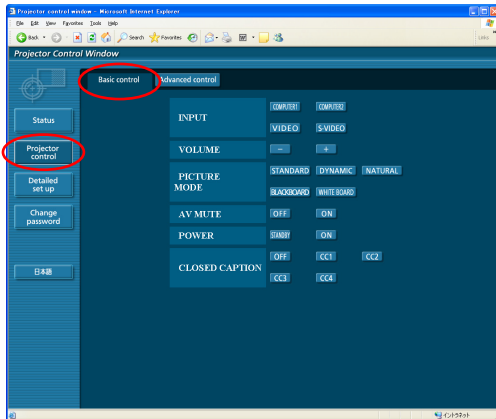 Projector control window - Microsoft Internet Explorer
File Edit View Favorites Tools Help
Back Search Favorites Links
Projector Control Window
Basic control Advanced control
Status
Projector
control
Detailed
set up
Change
password
日本語
INPUT COMPUTER1 COMPUTER2
VIDEO S-VIDEO
VOLUME - +
PICTURE
MODE
STANDARD DYNAMIC NATURAL
BLACKBOARD WHITE BOARD
AV MUTE OFF ON
POWER STANDBY ON
CLOSED CAPTION OFF CC1 CC2
CC3 CC4
イントラネット